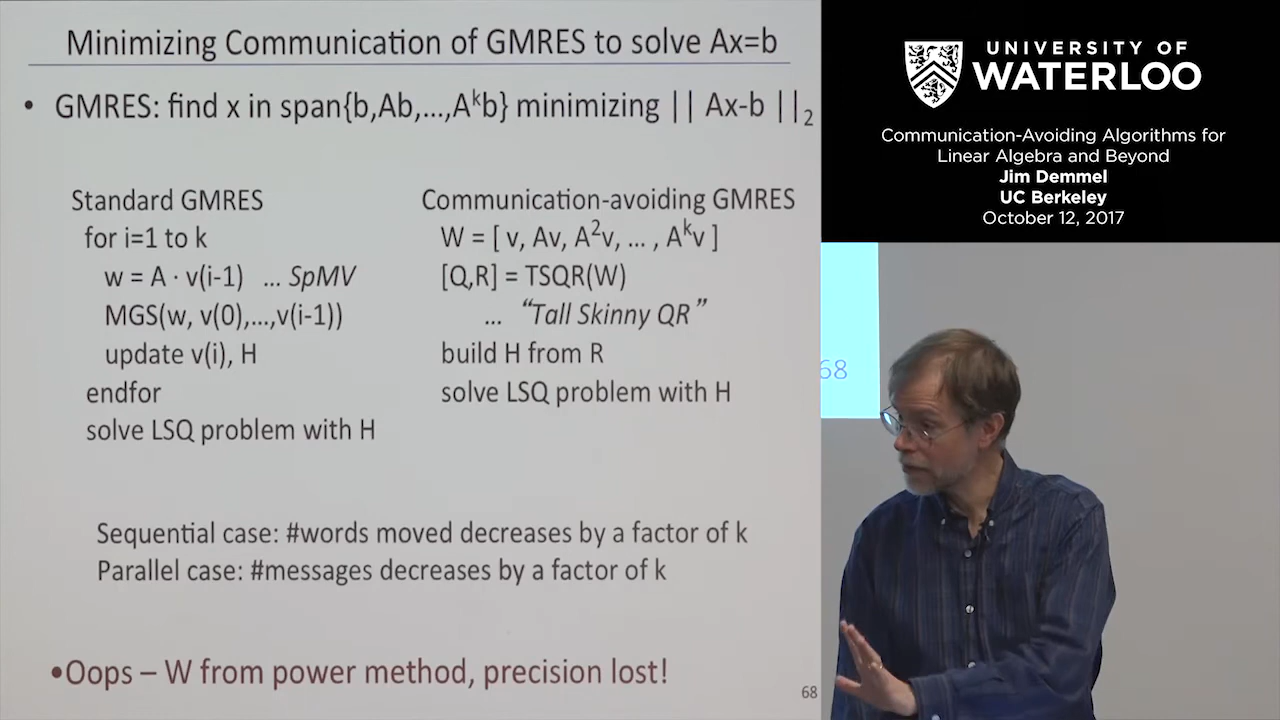 Minimizing Communication of GMRES to solve Ax=b
• GMRES: find x in span{b,Ab,...,Aᵏb} minimizing || Ax-b ||₂
Standard GMRES
for i=1 to k
w = A · v(i-1) ... SpMV
MGS(w, v(0),...,v(i-1))
update v(i), H
endfor
solve LSQ problem with H
Communication-avoiding GMRES
W = [ v, Av, A²v, ... , Aᵏv ]
[Q,R] = TSQR(W)
... “Tall Skinny QR”
build H from R
solve LSQ problem with H
Sequential case: #words moved decreases by a factor of k
Parallel case: #messages decreases by a factor of k
•Oops – W from power method, precision lost!
68
UNIVERSITY OF
WATERLOO
Communication-Avoiding Algorithms for
Linear Algebra and Beyond
Jim Demmel
UC Berkeley
October 12, 2017
68